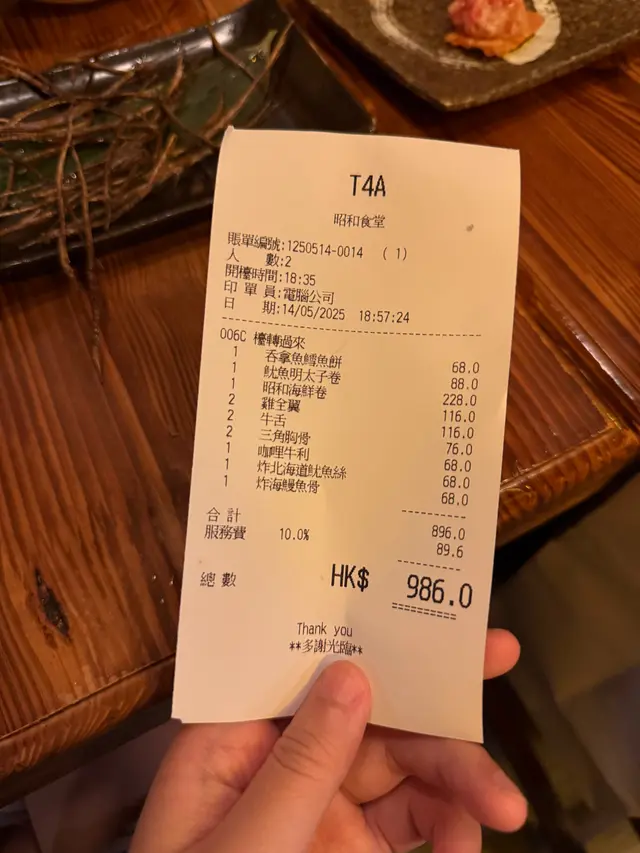 T4A
昭和食堂
賬單編號:1250514-0014 ( 1)
人 數:2
開檯時間:18:35
印 單 員:電腦公司
日 期:14/05/2025 18:57:24
006C 檯轉過來
1 吞拿魚鱈魚餅 68.0
1 魷魚明太子卷 88.0
1 昭和海鮮卷 228.0
2 雞全翼 116.0
2 牛舌 116.0
2 三角胸骨 76.0
1 咖哩牛利 68.0
1 炸北海道魷魚絲 68.0
1 炸海鰻魚骨 68.0
合 計 896.0
服務費 10.0% 89.6
總 數 HK$ 986.0
Thank you
**多謝光臨**